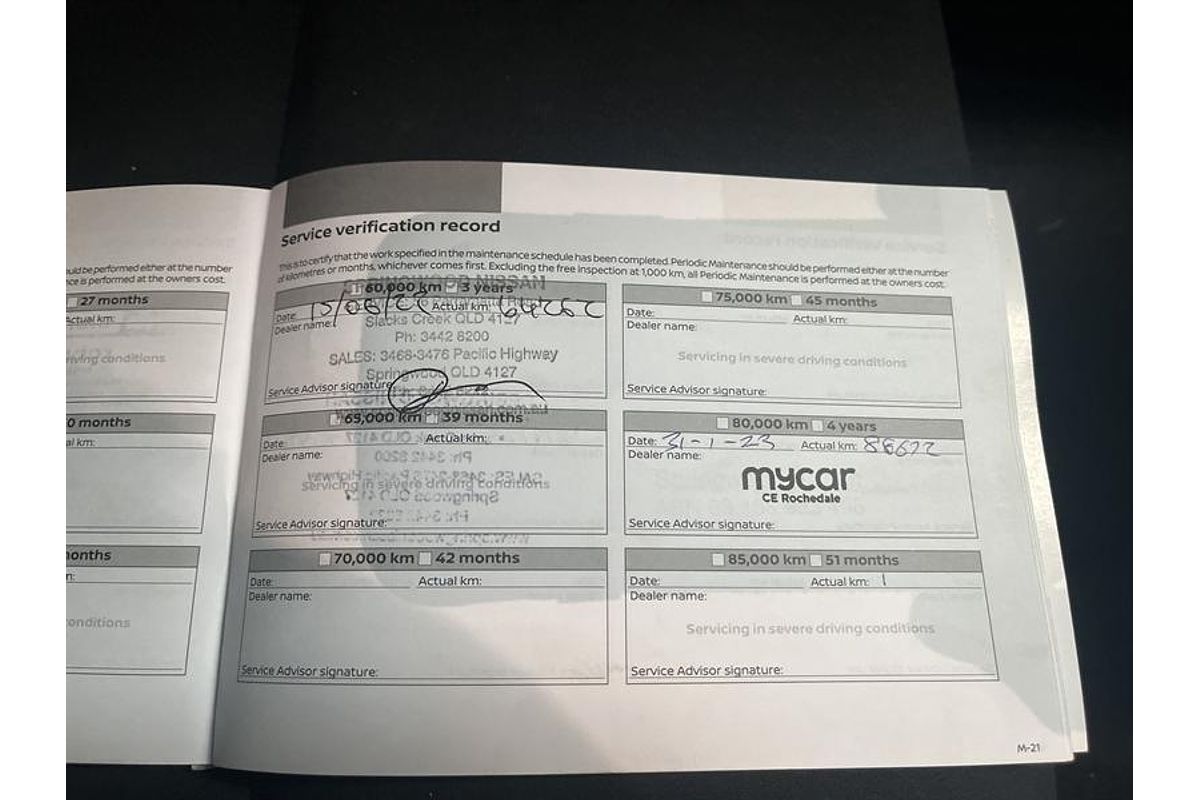 uld be performed either at the number
ce is performed at the owners cost.
27 months
Actual km:
riving conditions
0 months
al km:
onths
n:
onditions
Service verification record
This is to certify that the work specified in the maintenance schedule has been completed. Periodic Maintenance should be performed either at the number
of kilometres or months, whichever comes first. Excluding the free inspection at 1,000 km, all Periodic Maintenance is performed at the owners cost.
60,000 km 3 years
Date: Actual km:
Dealer name:
Slacks Creek QLD 4127
Ph: 3442 8200
SALES: 3468-3476 Pacific Highway
Springwood QLD 4127
Service Advisor signature:
65,000 km 39 months
Date: Actual km:
Dealer name:
Servicing in severe driving conditions
Service Advisor signature:
70,000 km 42 months
Date: Actual km:
Dealer name:
Service Advisor signature:
75,000 km 45 months
Date: Actual km:
Dealer name:
Servicing in severe driving conditions
Service Advisor signature:
80,000 km 4 years
Date: 31-1-23 Actual km: 88622
Dealer name:
mycar
CE Rochedale
Service Advisor signature:
85,000 km 51 months
Date: Actual km:
Dealer name:
Servicing in severe driving conditions
Service Advisor signature:
M-21